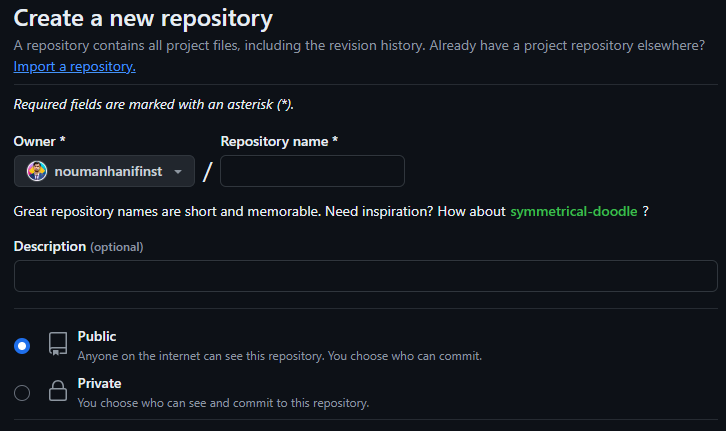 Create a new repository
A repository contains all project files, including the revision history. Already have a project repository elsewhere?
Import a repository.
Required fields are marked with an asterisk (*).
Owner * Repository name *
noumanhanifinst /
Great repository names are short and memorable. Need inspiration? How about symmetrical-doodle ?
Description (optional)
Public
Anyone on the internet can see this repository. You choose who can commit.
Private
You choose who can see and commit to this repository.